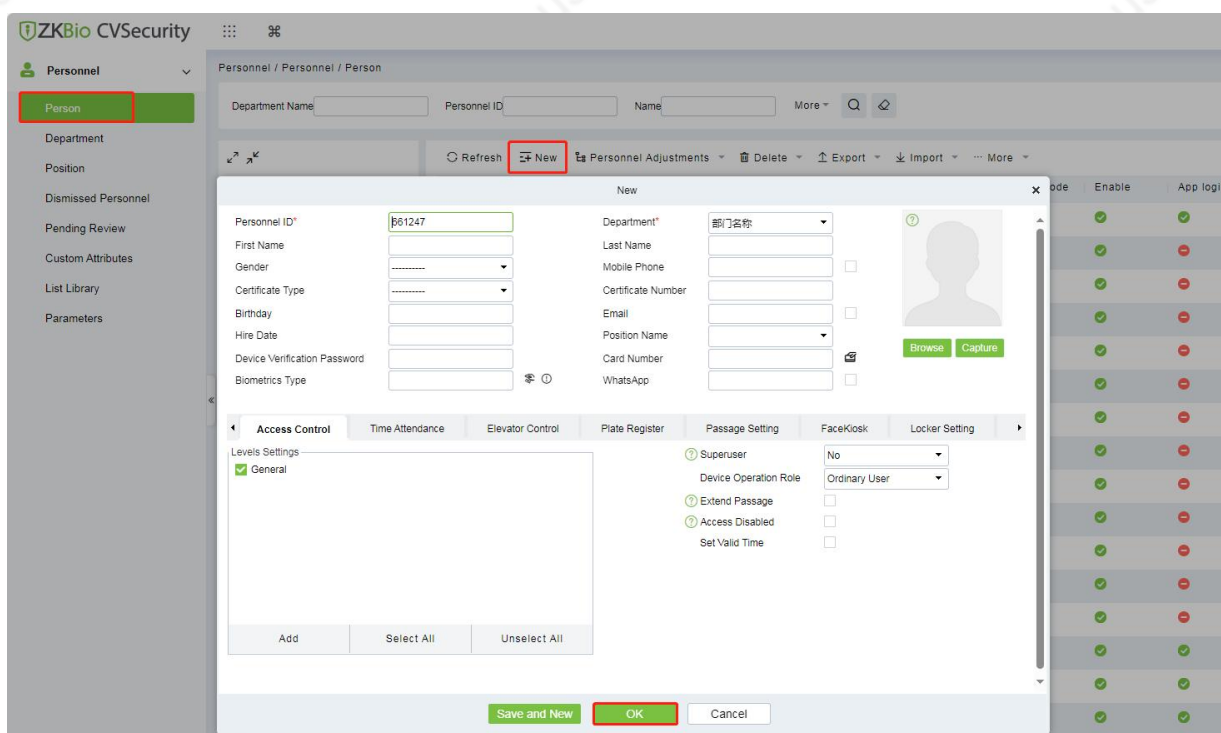 ZKBio CVSecurity
Personnel
Person
Department
Position
Dismissed Personnel
Pending Review
Custom Attributes
List Library
Parameters
Personnel / Personnel / Person
Department Name Personnel ID Name More
Refresh New Personnel Adjustments Delete Export Import ··· More
New
ode Enable App logi
Personnel ID* 661247 Department* 部门名称
First Name Last Name
Gender ---------- Mobile Phone
Certificate Type ---------- Certificate Number
Birthday Email
Hire Date Position Name
Browse Capture
Device Verification Password Card Number
Biometrics Type WhatsApp
Access Control Time Attendance Elevator Control Plate Register Passage Setting FaceKiosk Locker Setting
Levels Settings
General
Superuser No
Device Operation Role Ordinary User
Extend Passage
Access Disabled
Set Valid Time
Add Select All Unselect All
Save and New OK Cancel